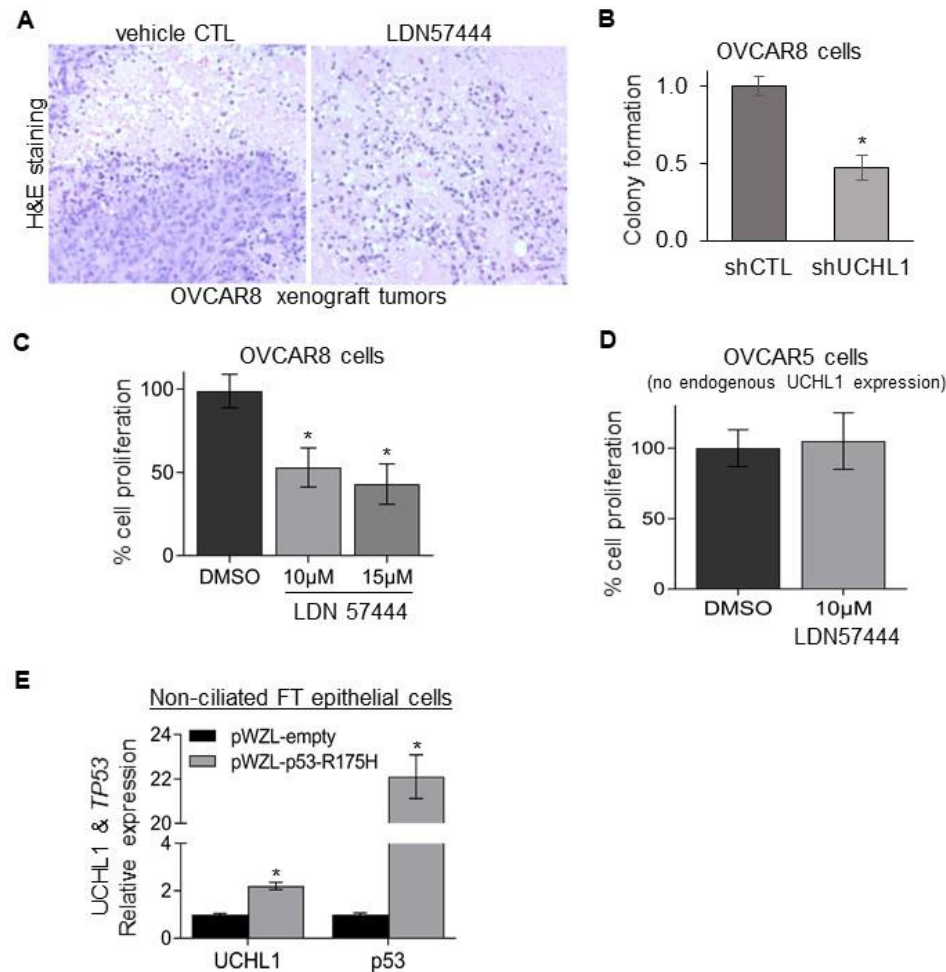 A
vehicle CTL
LDN57444
H&E staining
OVCAR8 xenograft tumors
B
OVCAR8 cells
Colony formation
1.0
0.5
0.0
*
shCTL
shUCHL1
C
OVCAR8 cells
% cell proliferation
100
50
0
*
*
DMSO
10µM
15µM
LDN 57444
D
OVCAR5 cells
(no endogenous UCHL1 expression)
% cell proliferation
100
50
0
DMSO
10µM
LDN57444
E
Non-ciliated FT epithelial cells
pWZL-empty
pWZL-p53-R175H
UCHL1 & TP53
Relative expression
24
22
20
4
2
0
*
*
UCHL1
p53